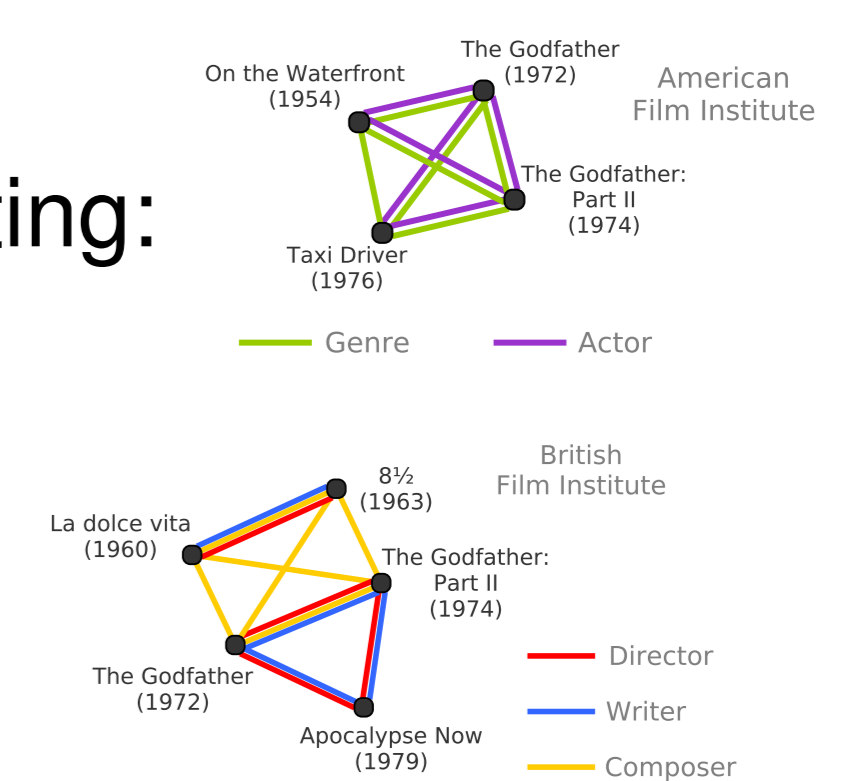 The Godfather
(1972)
On the Waterfront
(1954)
American
Film Institute
ting:
The Godfather:
Part II
(1974)
Taxi Driver
(1976)
Genre
Actor
British
Film Institute
8½
(1963)
La dolce vita
(1960)
The Godfather:
Part II
(1974)
The Godfather
(1972)
Director
Writer
Apocalypse Now
(1979)
Composer